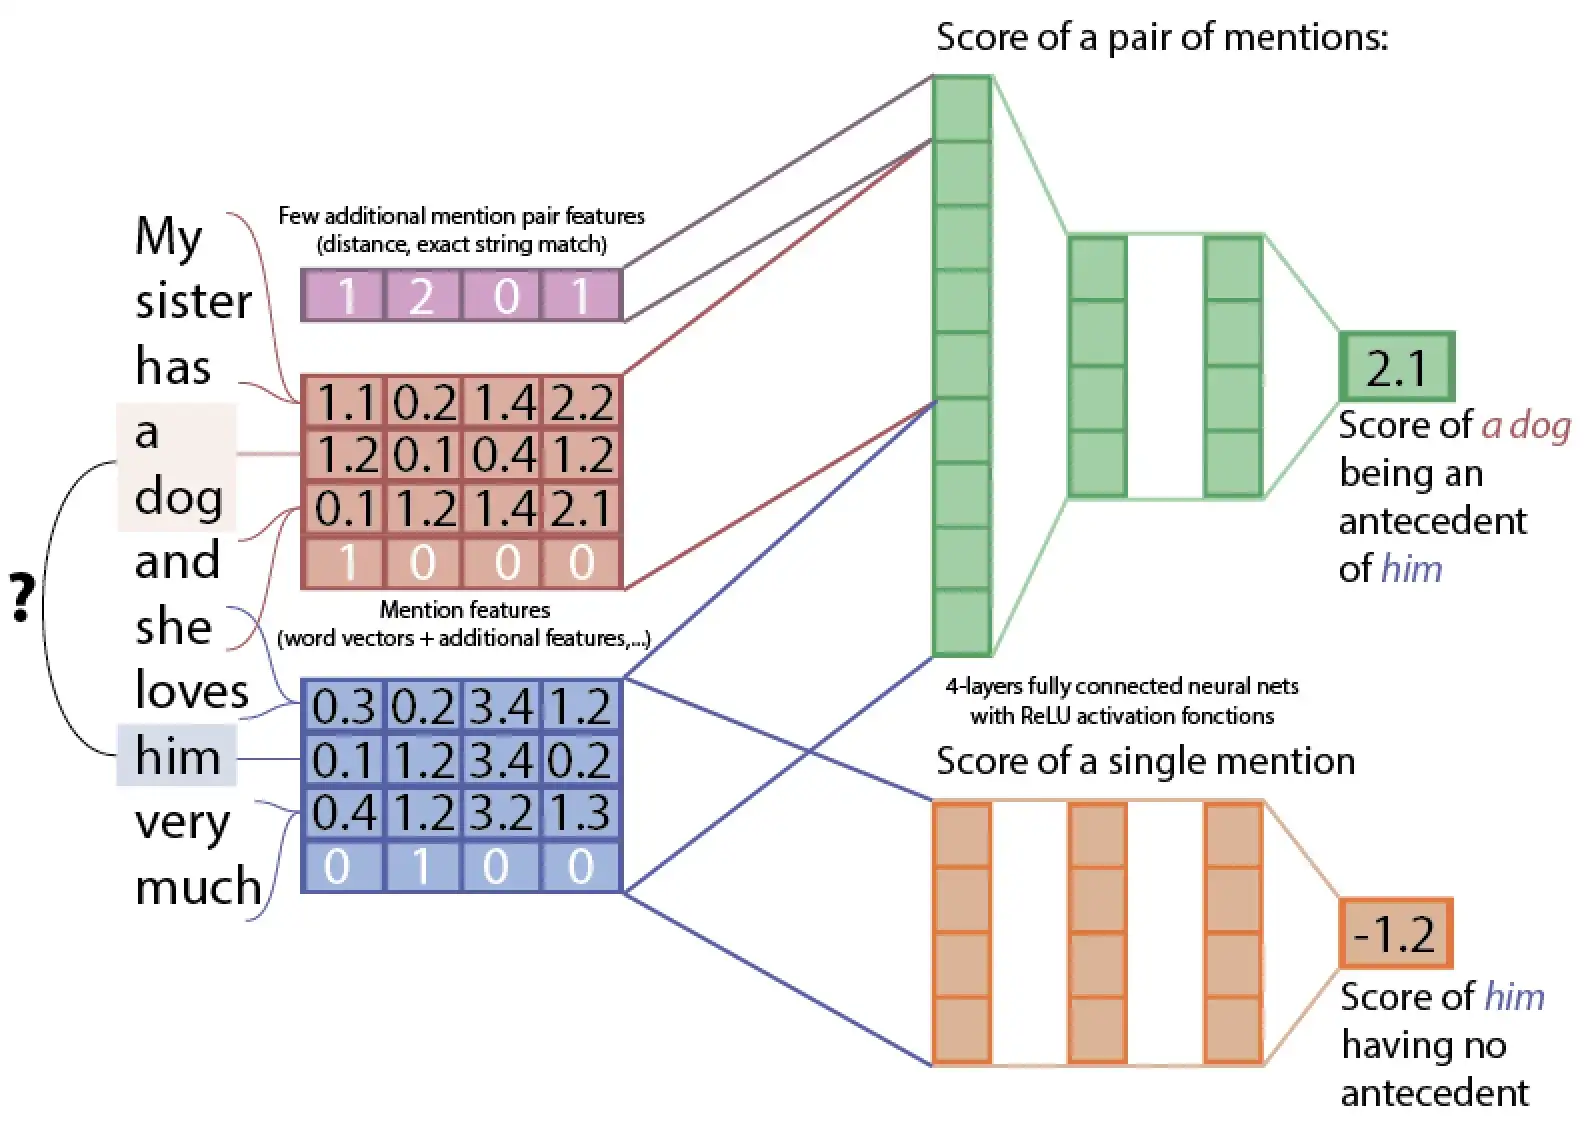 Score of a pair of mentions:
My
sister
has
a
dog
and
she
loves
him
very
much
?
Few additional mention pair features
(distance, exact string match)
1 2 0 1
1.1 0.2 1.4 2.2
1.2 0.1 0.4 1.2
0.1 1.2 1.4 2.1
1 0 0 0
Mention features
(word vectors + additional features,...)
0.3 0.2 3.4 1.2
0.1 1.2 3.4 0.2
0.4 1.2 3.2 1.3
0 1 0 0
2.1
Score of a dog
being an
antecedent
of him
4-layers fully connected neural nets
with ReLU activation fonctions
Score of a single mention
-1.2
Score of him
having no
antecedent